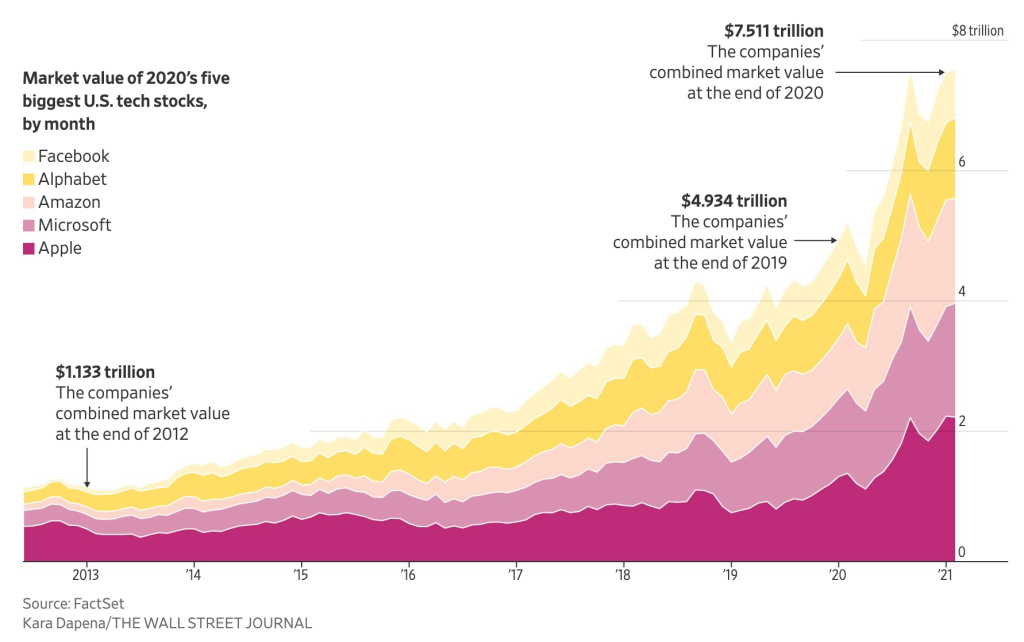 $7.511 trillion
The companies’
combined market value
at the end of 2020
$8 trillion
Market value of 2020’s five
biggest U.S. tech stocks,
by month
Facebook
Alphabet
Amazon
Microsoft
Apple
6
$4.934 trillion
The companies’
combined market value
at the end of 2019
4
$1.133 trillion
The companies’
combined market value
at the end of 2012
2
0
2013 ’14 ’15 ’16 ’17 ’18 ’19 ’20 ’21
Source: FactSet
Kara Dapena/THE WALL STREET JOURNAL